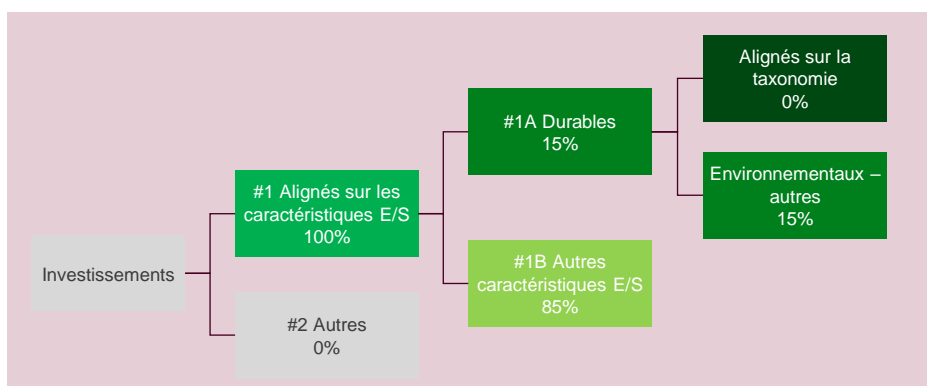 Investissements
#1 Alignés sur les
caractéristiques E/S
100%
#2 Autres
0%
#1A Durables
15%
#1B Autres
caractéristiques E/S
85%
Alignés sur la
taxonomie
0%
Environnementaux –
autres
15%